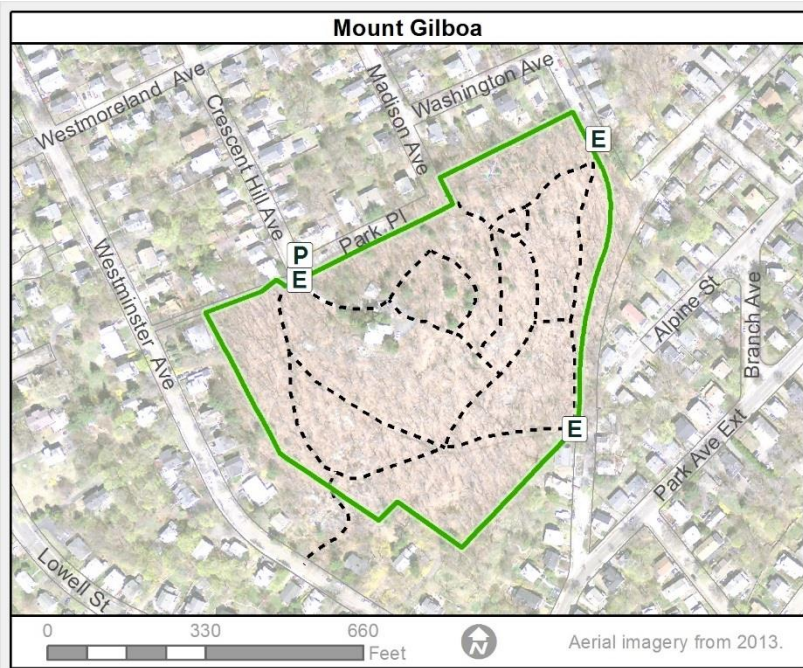 Mount Gilboa
Westmoreland Ave
Crescent Hill Ave
Madison Ave
Washington Ave
E
P
E
Park Pl
Westminster Ave
Alpine St
Branch Ave
E
Park Ave Ext
Lowell St
0
330
660
Feet
N
Aerial imagery from 2013.